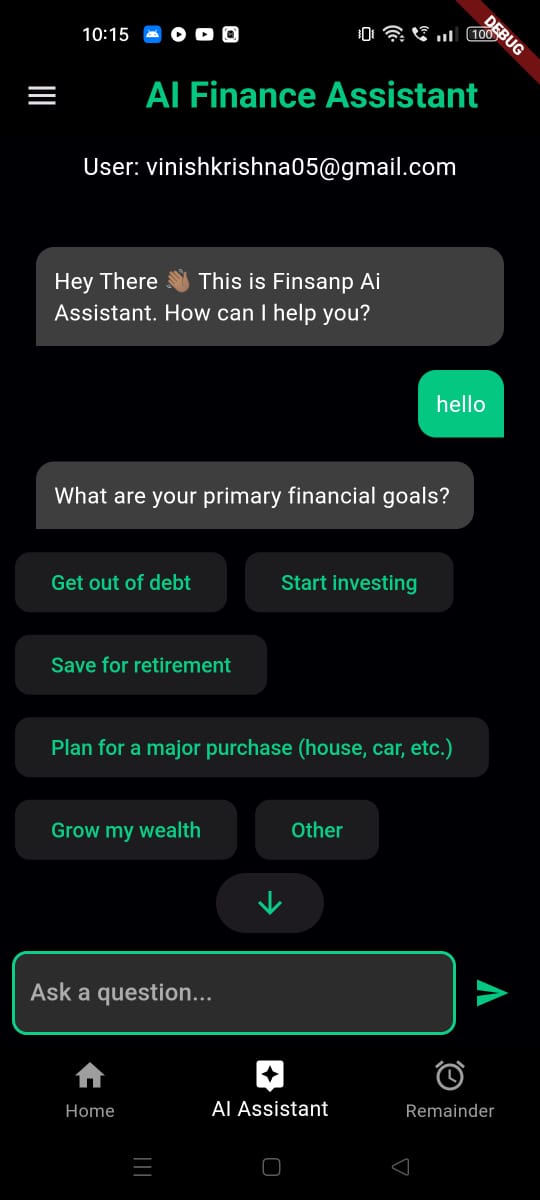 10:15
100
DEBUG
AI Finance Assistant
User: vinishkrishna05@gmail.com
Hey There 👋🏽 This is Finsanp Ai
Assistant. How can I help you?
hello
What are your primary financial goals?
Get out of debt
Start investing
Save for retirement
Plan for a major purchase (house, car, etc.)
Grow my wealth
Other
Ask a question...
Home
AI Assistant
Remainder